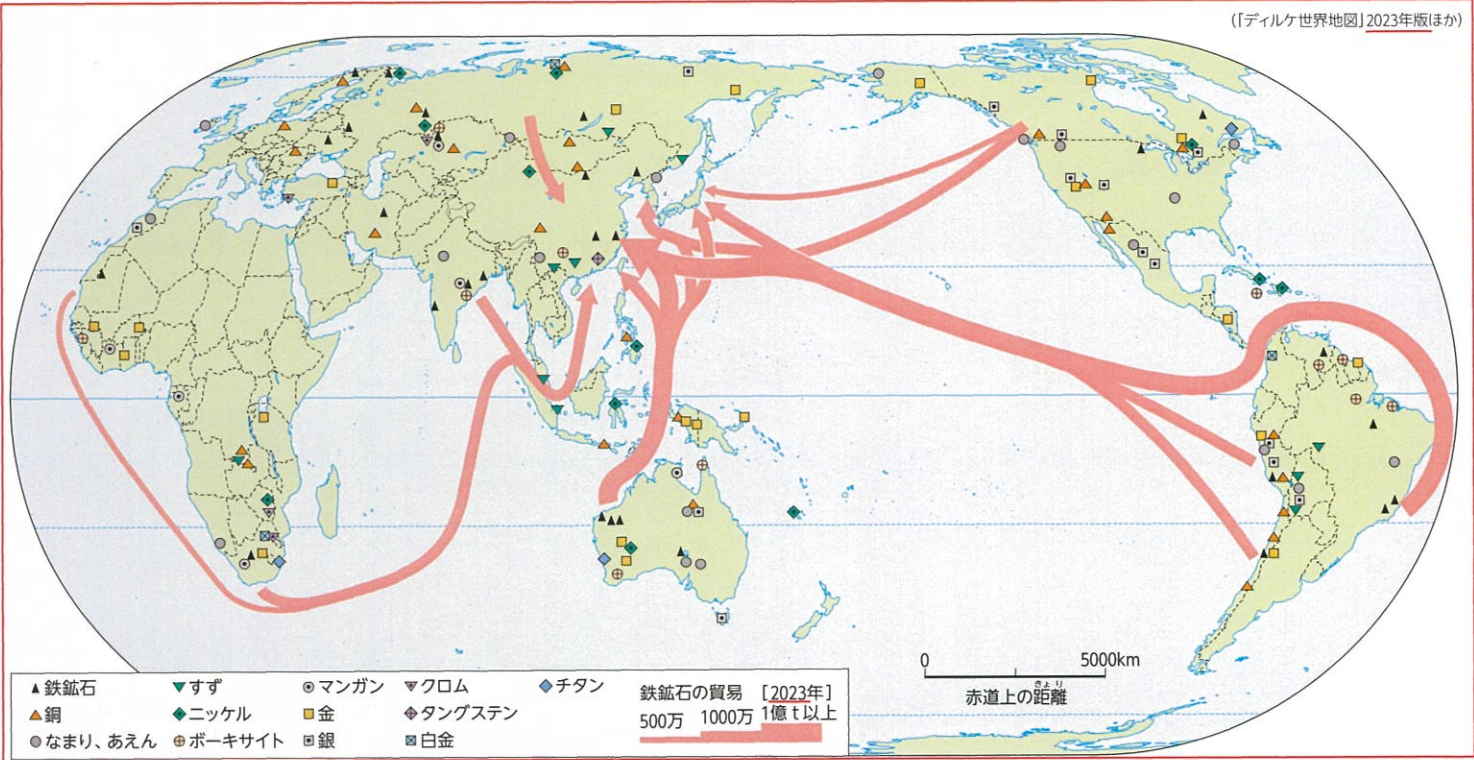 (「ディルケ世界地図」2023年版ほか)
0 5000km
赤道上の距離
きょり
鉄鉱石
すず
マンガン
クロム
チタン
銅
ニッケル
金
タングステン
なまり、あえん
ボーキサイト
銀
白金
鉄鉱石の貿易 [2023年]
500万 1000万 1億t以上